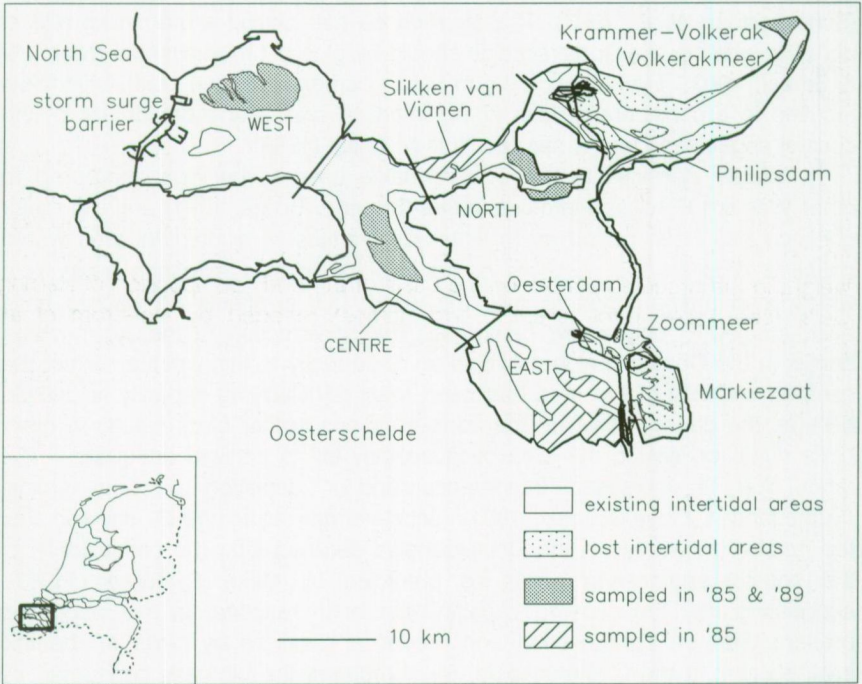 North Sea
storm surge
barrier
WEST
Slikken van
Vianen
Krammer-Volkerak
(Volkerakmeer)
Philipsdam
NORTH
Oesterdam
Zoommeer
CENTRE
EAST
Markiezaat
Oosterschelde
existing intertidal areas
lost intertidal areas
sampled in '85 & '89
sampled in '85
10 km